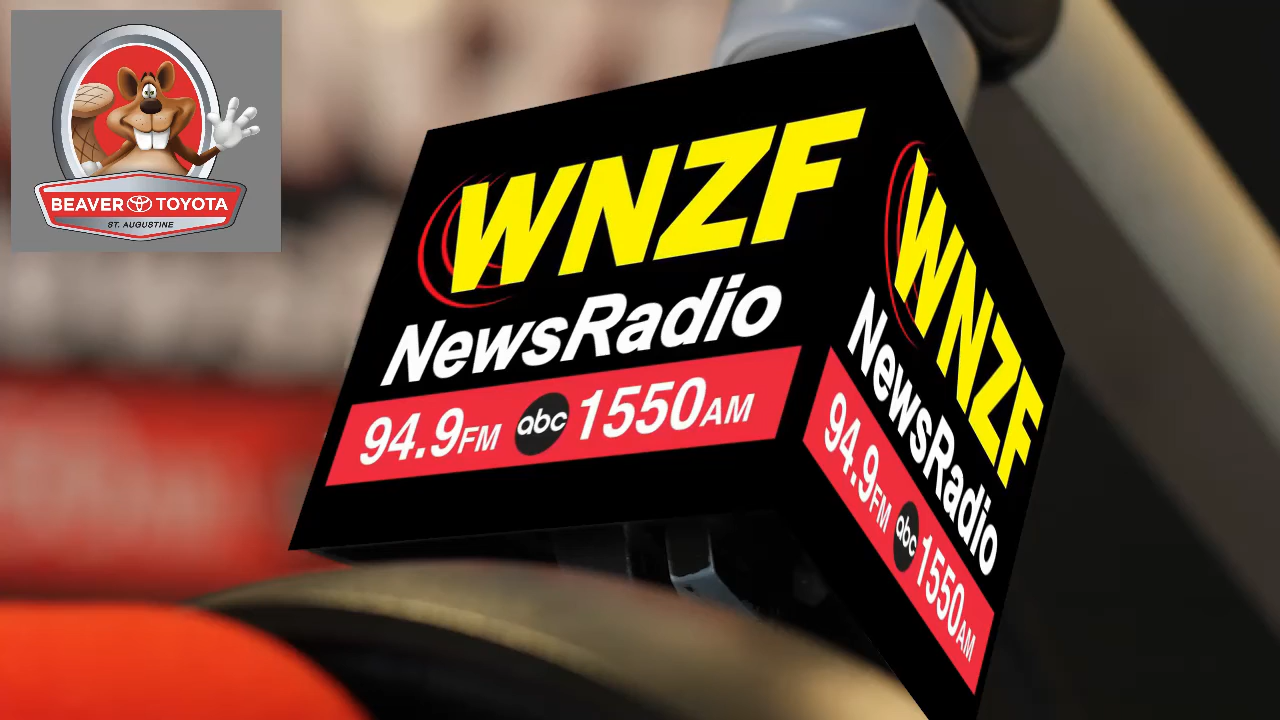 BEAVER TOYOTA
ST. AUGUSTINE
WNZF
NewsRadio
94.9FM abc 1550AM
WNZF
NewsRadio
94.9FM abc 1550AM